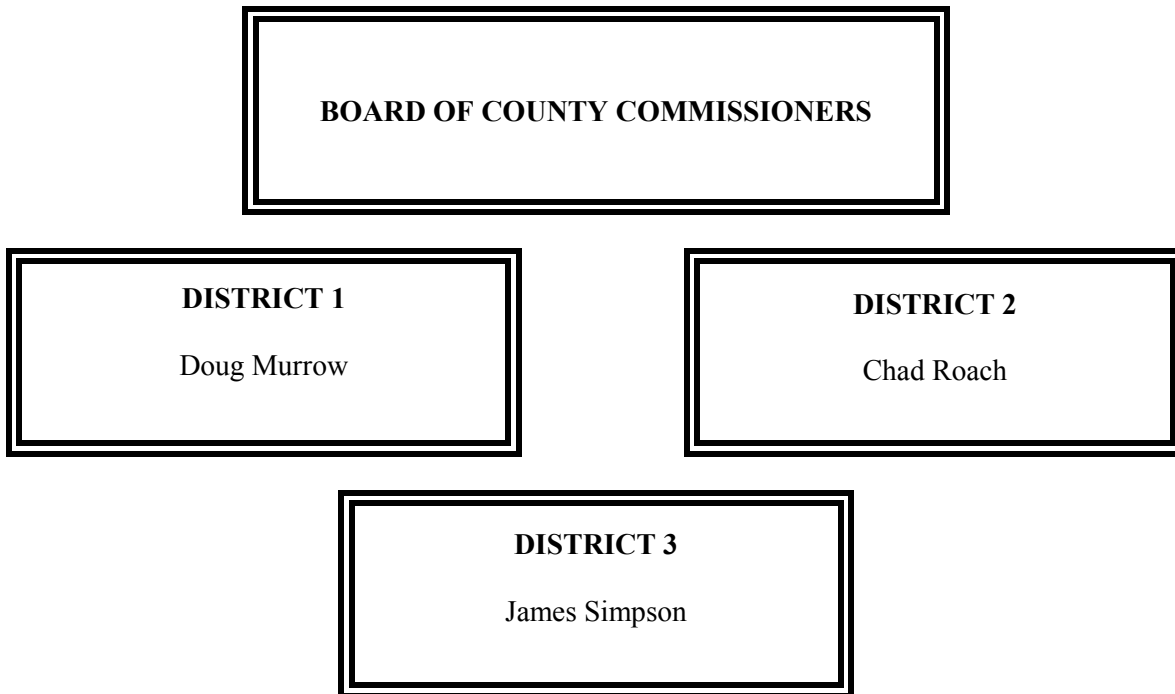 BOARD OF COUNTY COMMISSIONERS
DISTRICT 1
Doug Murrow
DISTRICT 2
Chad Roach
DISTRICT 3
James Simpson